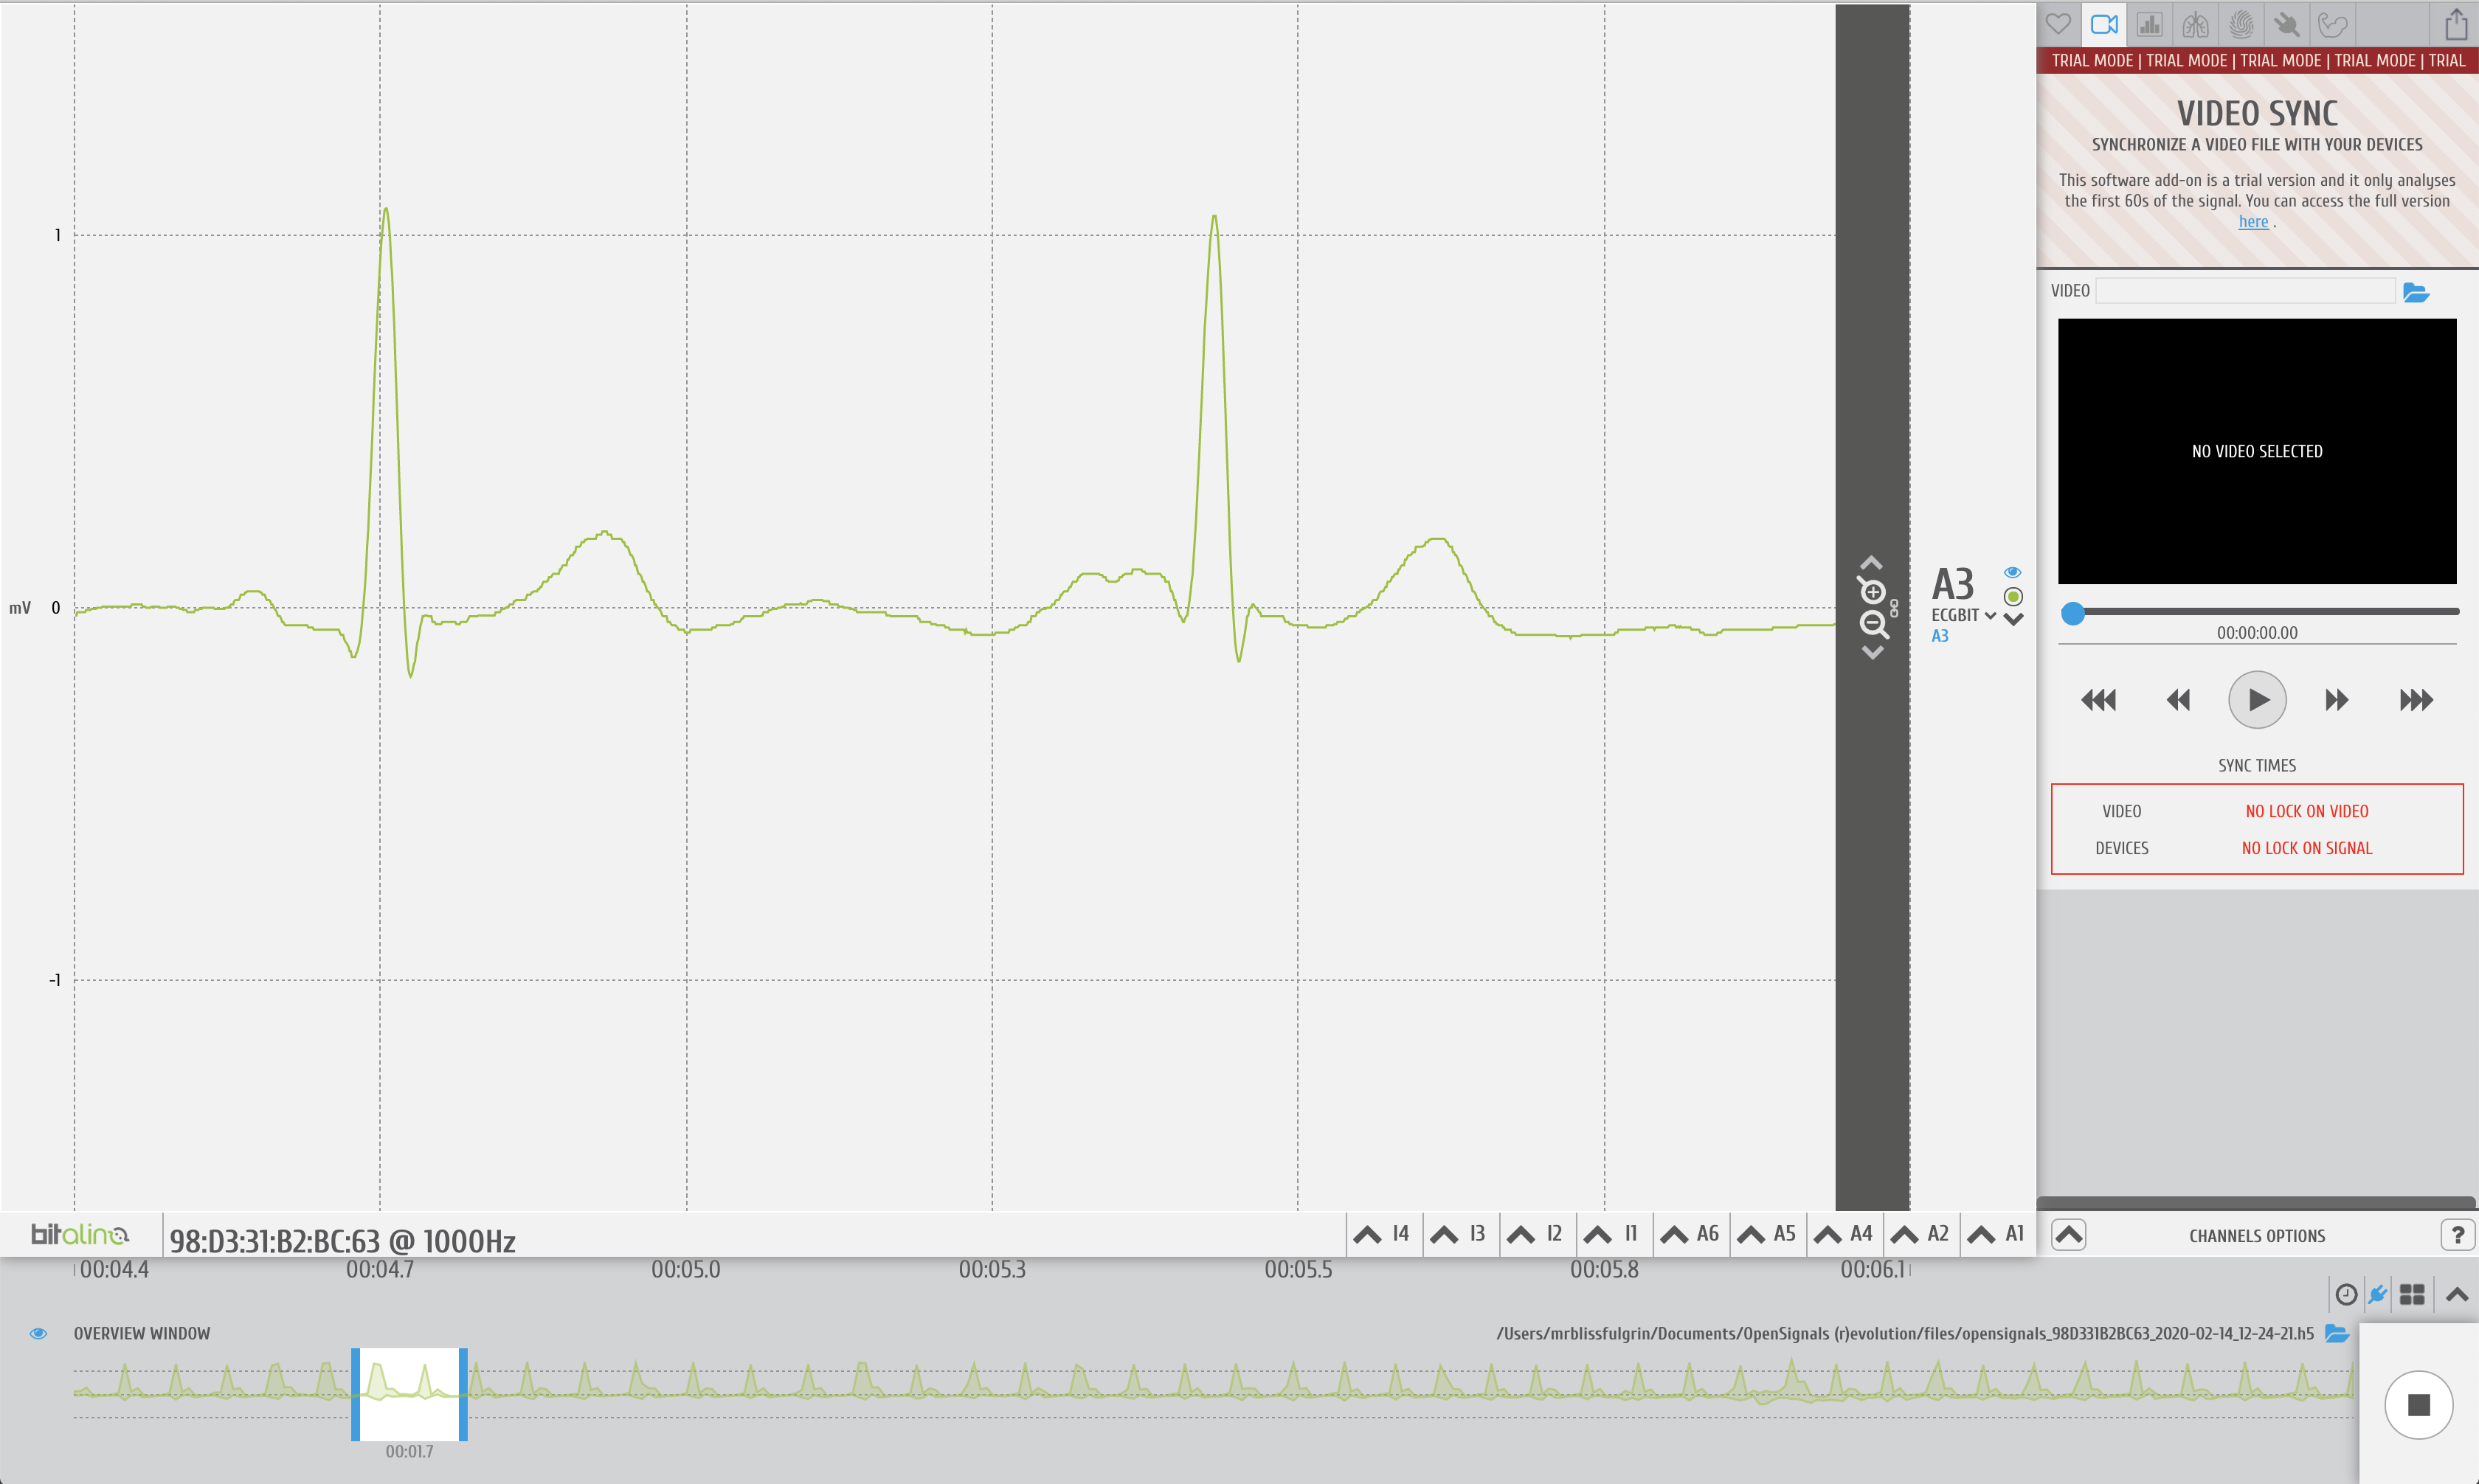 TRIAL MODE | TRIAL MODE | TRIAL MODE | TRIAL MODE | TRIAL
VIDEO SYNC
SYNCHRONIZE A VIDEO FILE WITH YOUR DEVICES
This software add-on is a trial version and it only analyses
the first 60s of the signal. You can access the full version
here .
VIDEO
NO VIDEO SELECTED
00:00:00.00
SYNC TIMES
VIDEO NO LOCK ON VIDEO
DEVICES NO LOCK ON SIGNAL
CHANNELS OPTIONS ?
1
mV 0
-1
A3
ECGBIT
A3
bitalino 98:D3:31:B2:BC:63 @ 1000Hz I4 I3 I2 I1 A6 A5 A4 A2 A1
00:04.4 00:04.7 00:05.0 00:05.3 00:05.5 00:05.8 00:06.1
OVERVIEW WINDOW /Users/mrblissfulgrin/Documents/OpenSignals (r)evolution/files/opensignals_98D331B2BC63_2020-02-14_12-24-21.h5
00:01.7